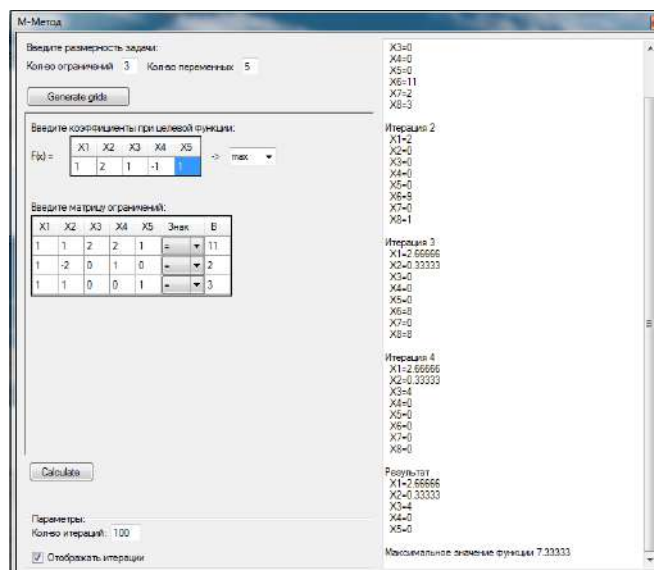 М-Метод
Введите размерность задачи:
Кол-во ограничений 3 Кол-во переменных 5
Generate grids
Введите коэффициенты при целевой функции:
X1 X2 X3 X4 X5
F(x) = 1 2 1 -1 1 -> max
Введите матрицу ограничений:
X1 X2 X3 X4 X5 Знак B
1 1 2 2 1 = 11
1 -2 0 1 0 = 2
1 1 0 0 1 = 3
Calculate
Параметры:
Кол-во итераций: 100
Отображать итерации
X3=0
X4=0
X5=0
X6=11
X7=2
X8=3
Итерация 2
X1=2
X2=0
X3=0
X4=0
X5=0
X6=9
X7=0
X8=1
Итерация 3
X1=2.66666
X2=0.33333
X3=0
X4=0
X5=0
X6=8
X7=0
X8=8
Итерация 4
X1=2.66666
X2=0.33333
X3=4
X4=0
X5=0
X6=0
X7=0
X8=0
Результат
X1=2.66666
X2=0.33333
X3=4
X4=0
X5=0
Максимальное значение функции 7.33333